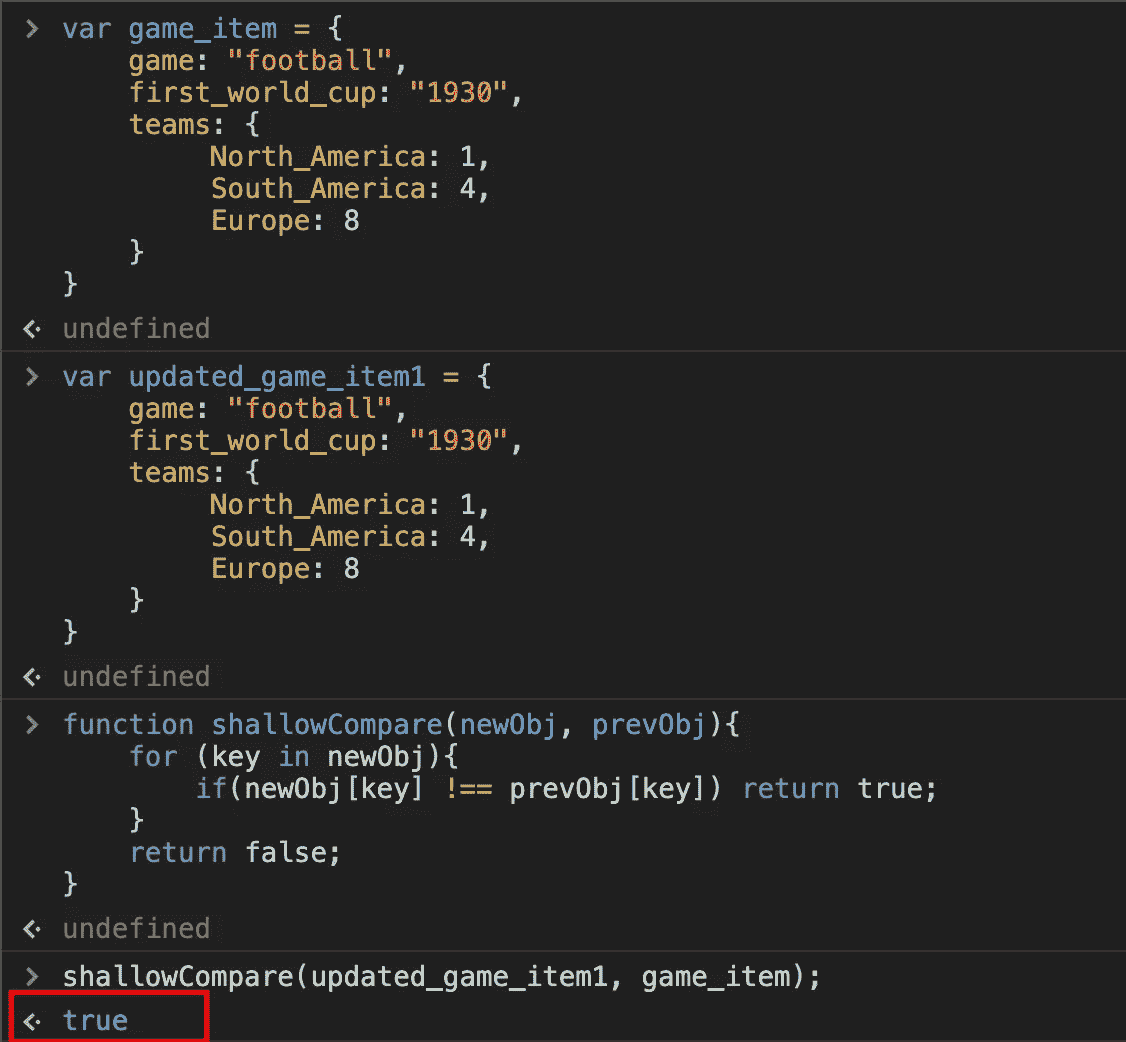 > var game_item = {
game: "football",
first_world_cup: "1930",
teams: {
North_America: 1,
South_America: 4,
Europe: 8
}
}
undefined
> var updated_game_item1 = {
game: "football",
first_world_cup: "1930",
teams: {
North_America: 1,
South_America: 4,
Europe: 8
}
}
undefined
> function shallowCompare(newObj, prevObj){
for (key in newObj){
if(newObj[key] !== prevObj[key]) return true;
}
return false;
}
undefined
> shallowCompare(updated_game_item1, game_item);
true